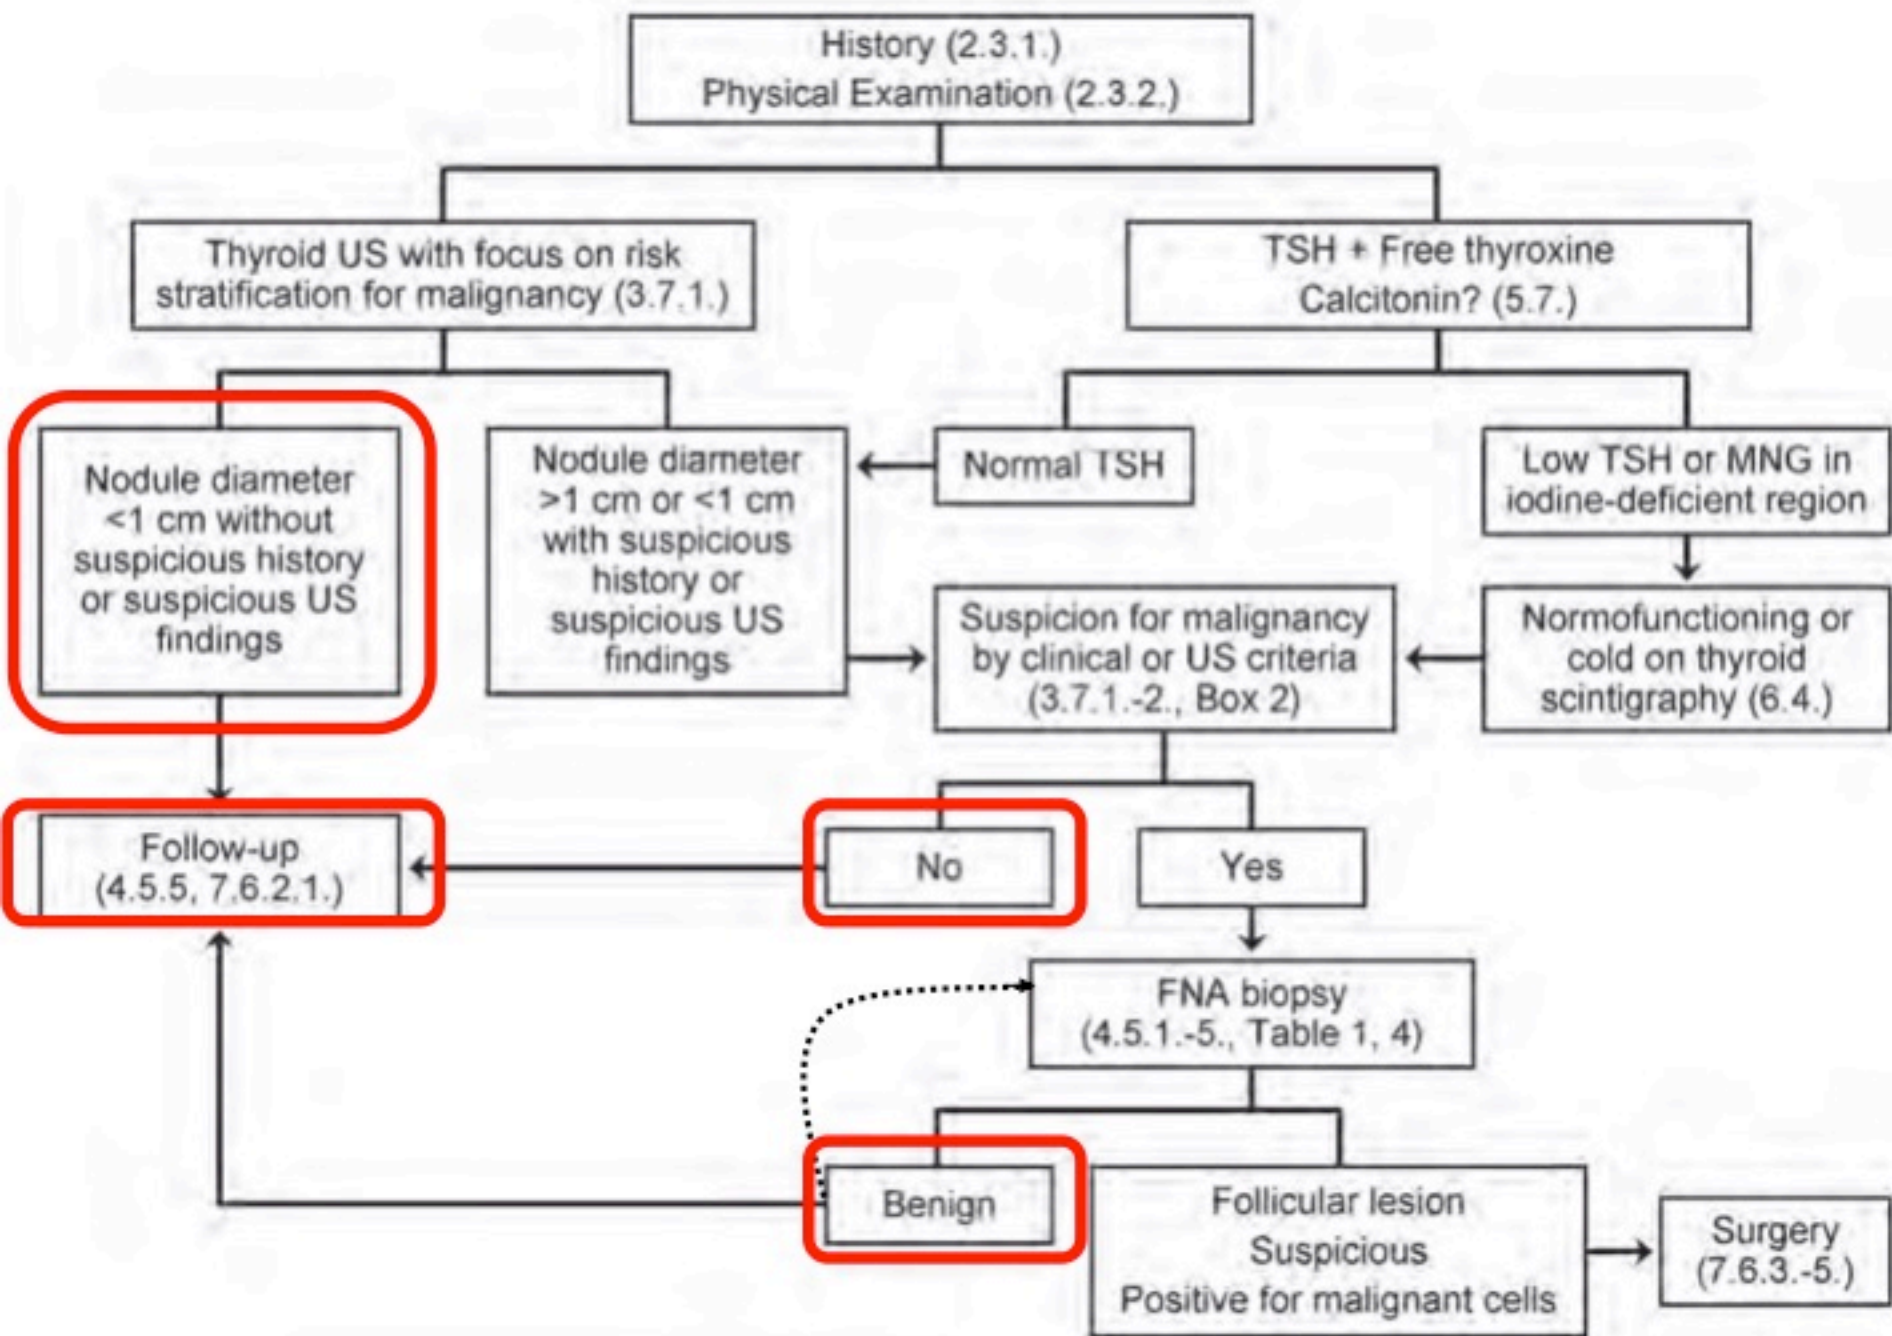 History (2.3.1.)
Physical Examination (2.3.2.)
Thyroid US with focus on risk
stratification for malignancy (3.7.1.)
TSH + Free thyroxine
Calcitonin? (5.7.)
Nodule diameter
<1 cm without
suspicious history
or suspicious US
findings
Nodule diameter
>1 cm or <1 cm
with suspicious
history or
suspicious US
findings
Normal TSH
Low TSH or MNG in
iodine-deficient region
Suspicion for malignancy
by clinical or US criteria
(3.7.1.-2., Box 2)
Normofunctioning or
cold on thyroid
scintigraphy (6.4.)
Follow-up
(4.5.5, 7.6.2.1.)
No
Yes
FNA biopsy
(4.5.1.-5., Table 1, 4)
Benign
Follicular lesion
Suspicious
Positive for malignant cells
Surgery
(7.6.3.-5.)